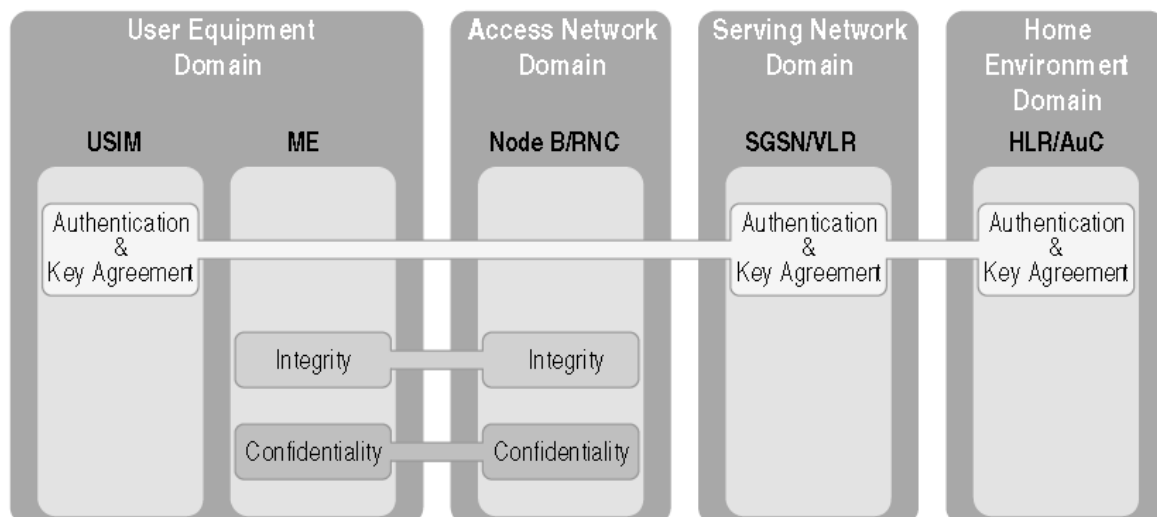 User Equipment
Domain
Access Network
Domain
Serving Network
Domain
Home
Environment
Domain
USIM
ME
Node B/RNC
SGSN/VLR
HLR/AuC
Authentication
&
Key Agreement
Authentication
&
Key Agreement
Authentication
&
Key Agreement
Integrity
Integrity
Confidentiality
Confidentiality